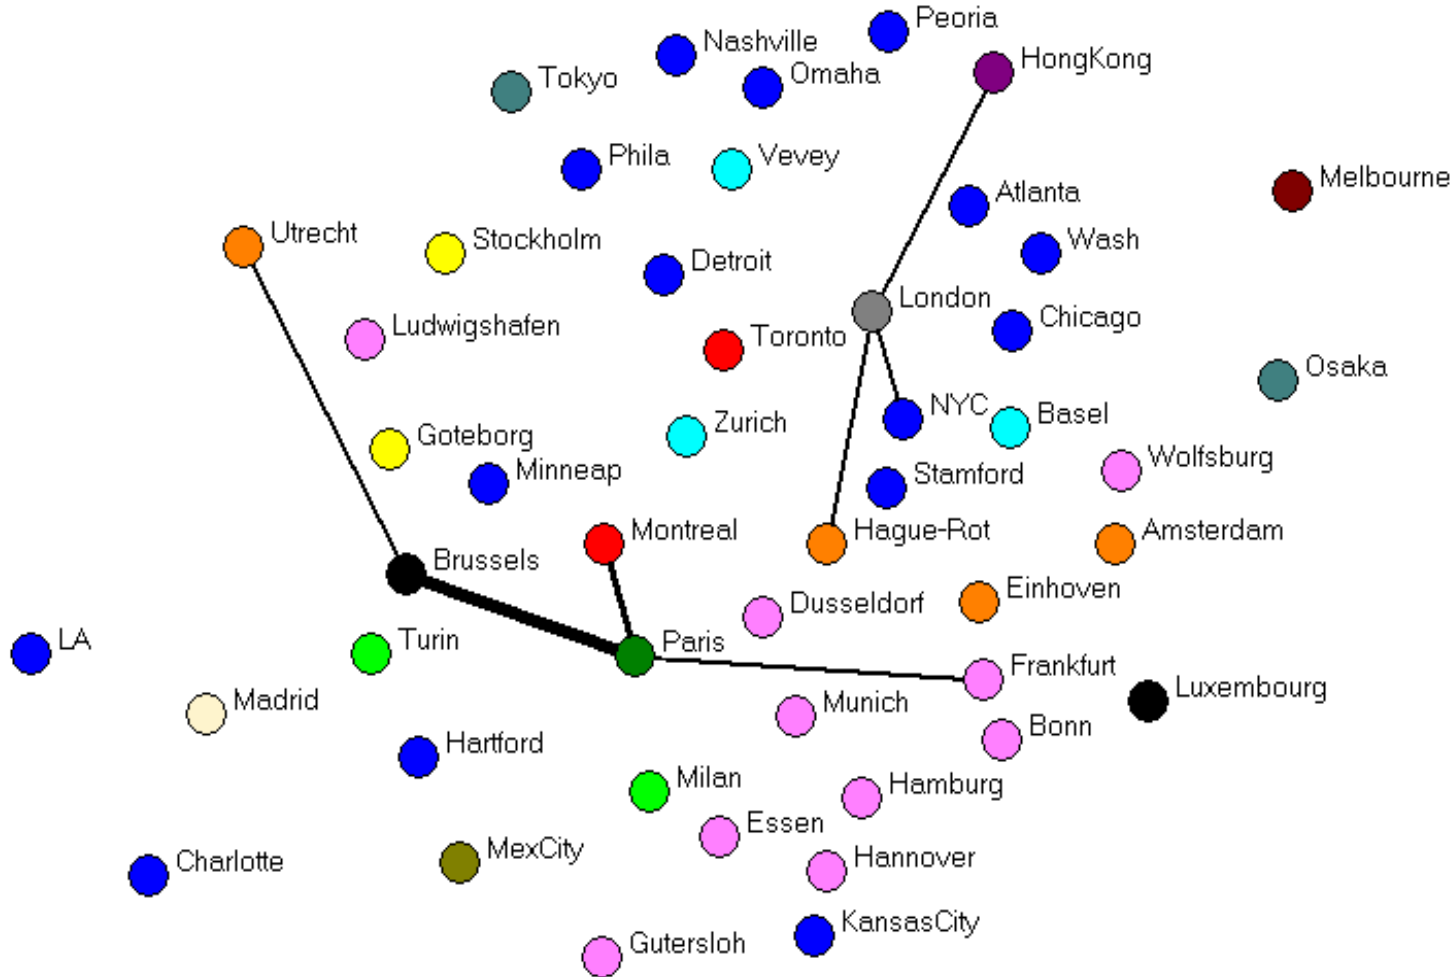 Peoria
Nashville
HongKong
Omaha
Tokyo
Phila
Vevey
Melbourne
Atlanta
Utrecht
Stockholm
Wash
Detroit
London
Chicago
Ludwigshafen
Toronto
Osaka
NYC
Basel
Zurich
Goteborg
Wolfsburg
Minneap
Stamford
Montreal
Hague-Rot
Amsterdam
Brussels
Einhoven
Dusseldorf
LA
Turin
Paris
Frankfurt
Luxembourg
Madrid
Munich
Bonn
Hartford
Milan
Hamburg
Essen
MexCity
Hannover
Charlotte
KansasCity
Gutersloh